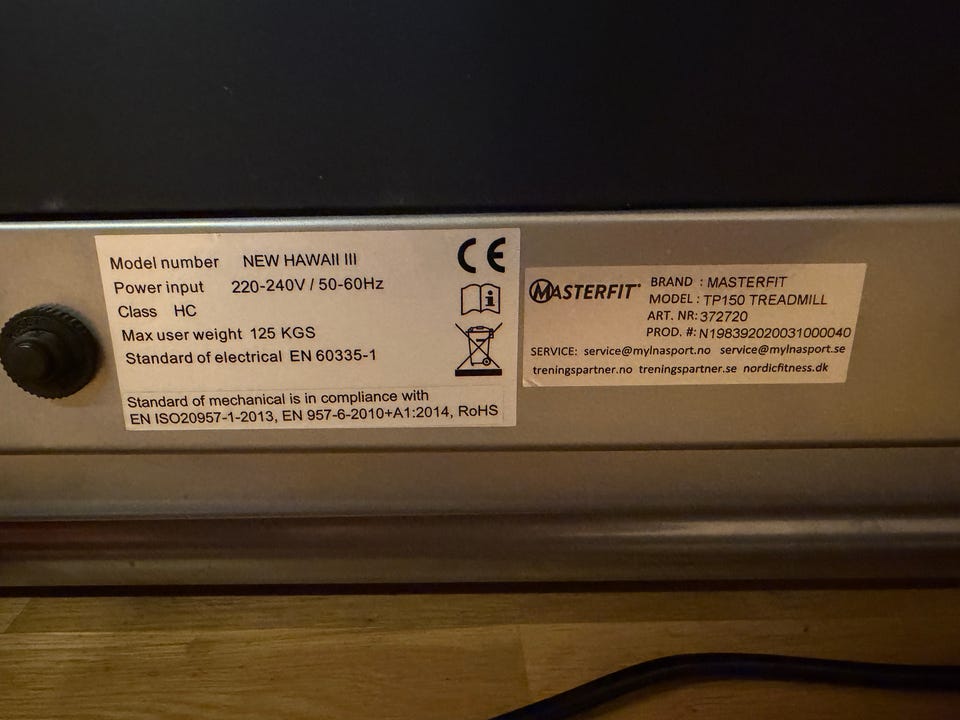 Model number NEW HAWAII III
Power input 220-240V / 50-60Hz
Class HC
Max user weight 125 KGS
Standard of electrical EN 60335-1
Standard of mechanical is in compliance with
EN ISO20957-1-2013, EN 957-6-2010+A1:2014, RoHS
CE
MASTERFIT
BRAND : MASTERFIT
MODEL : TP150 TREADMILL
ART. NR: 372720
PROD. #: N198392020031000040
SERVICE: service@mylnasport.no service@mylnasport.se
treningspartner.no treningspartner.se nordicfitness.dk